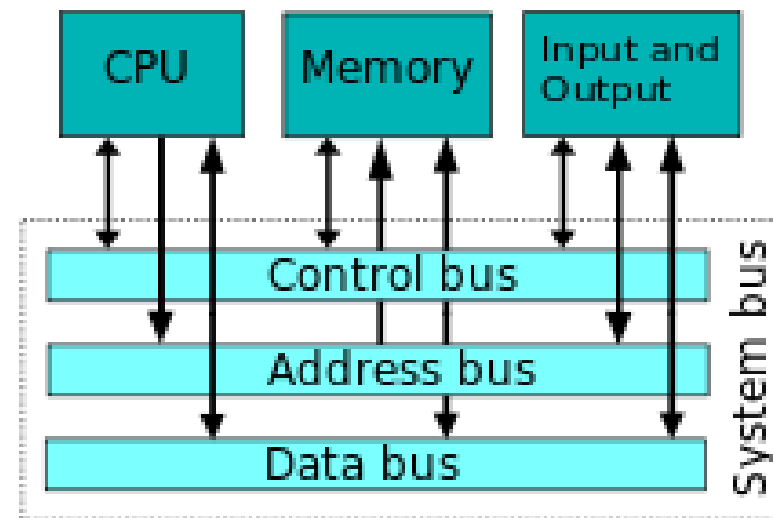 CPU
Memory
Input and
Output
Control bus
Address bus
Data bus
System bus